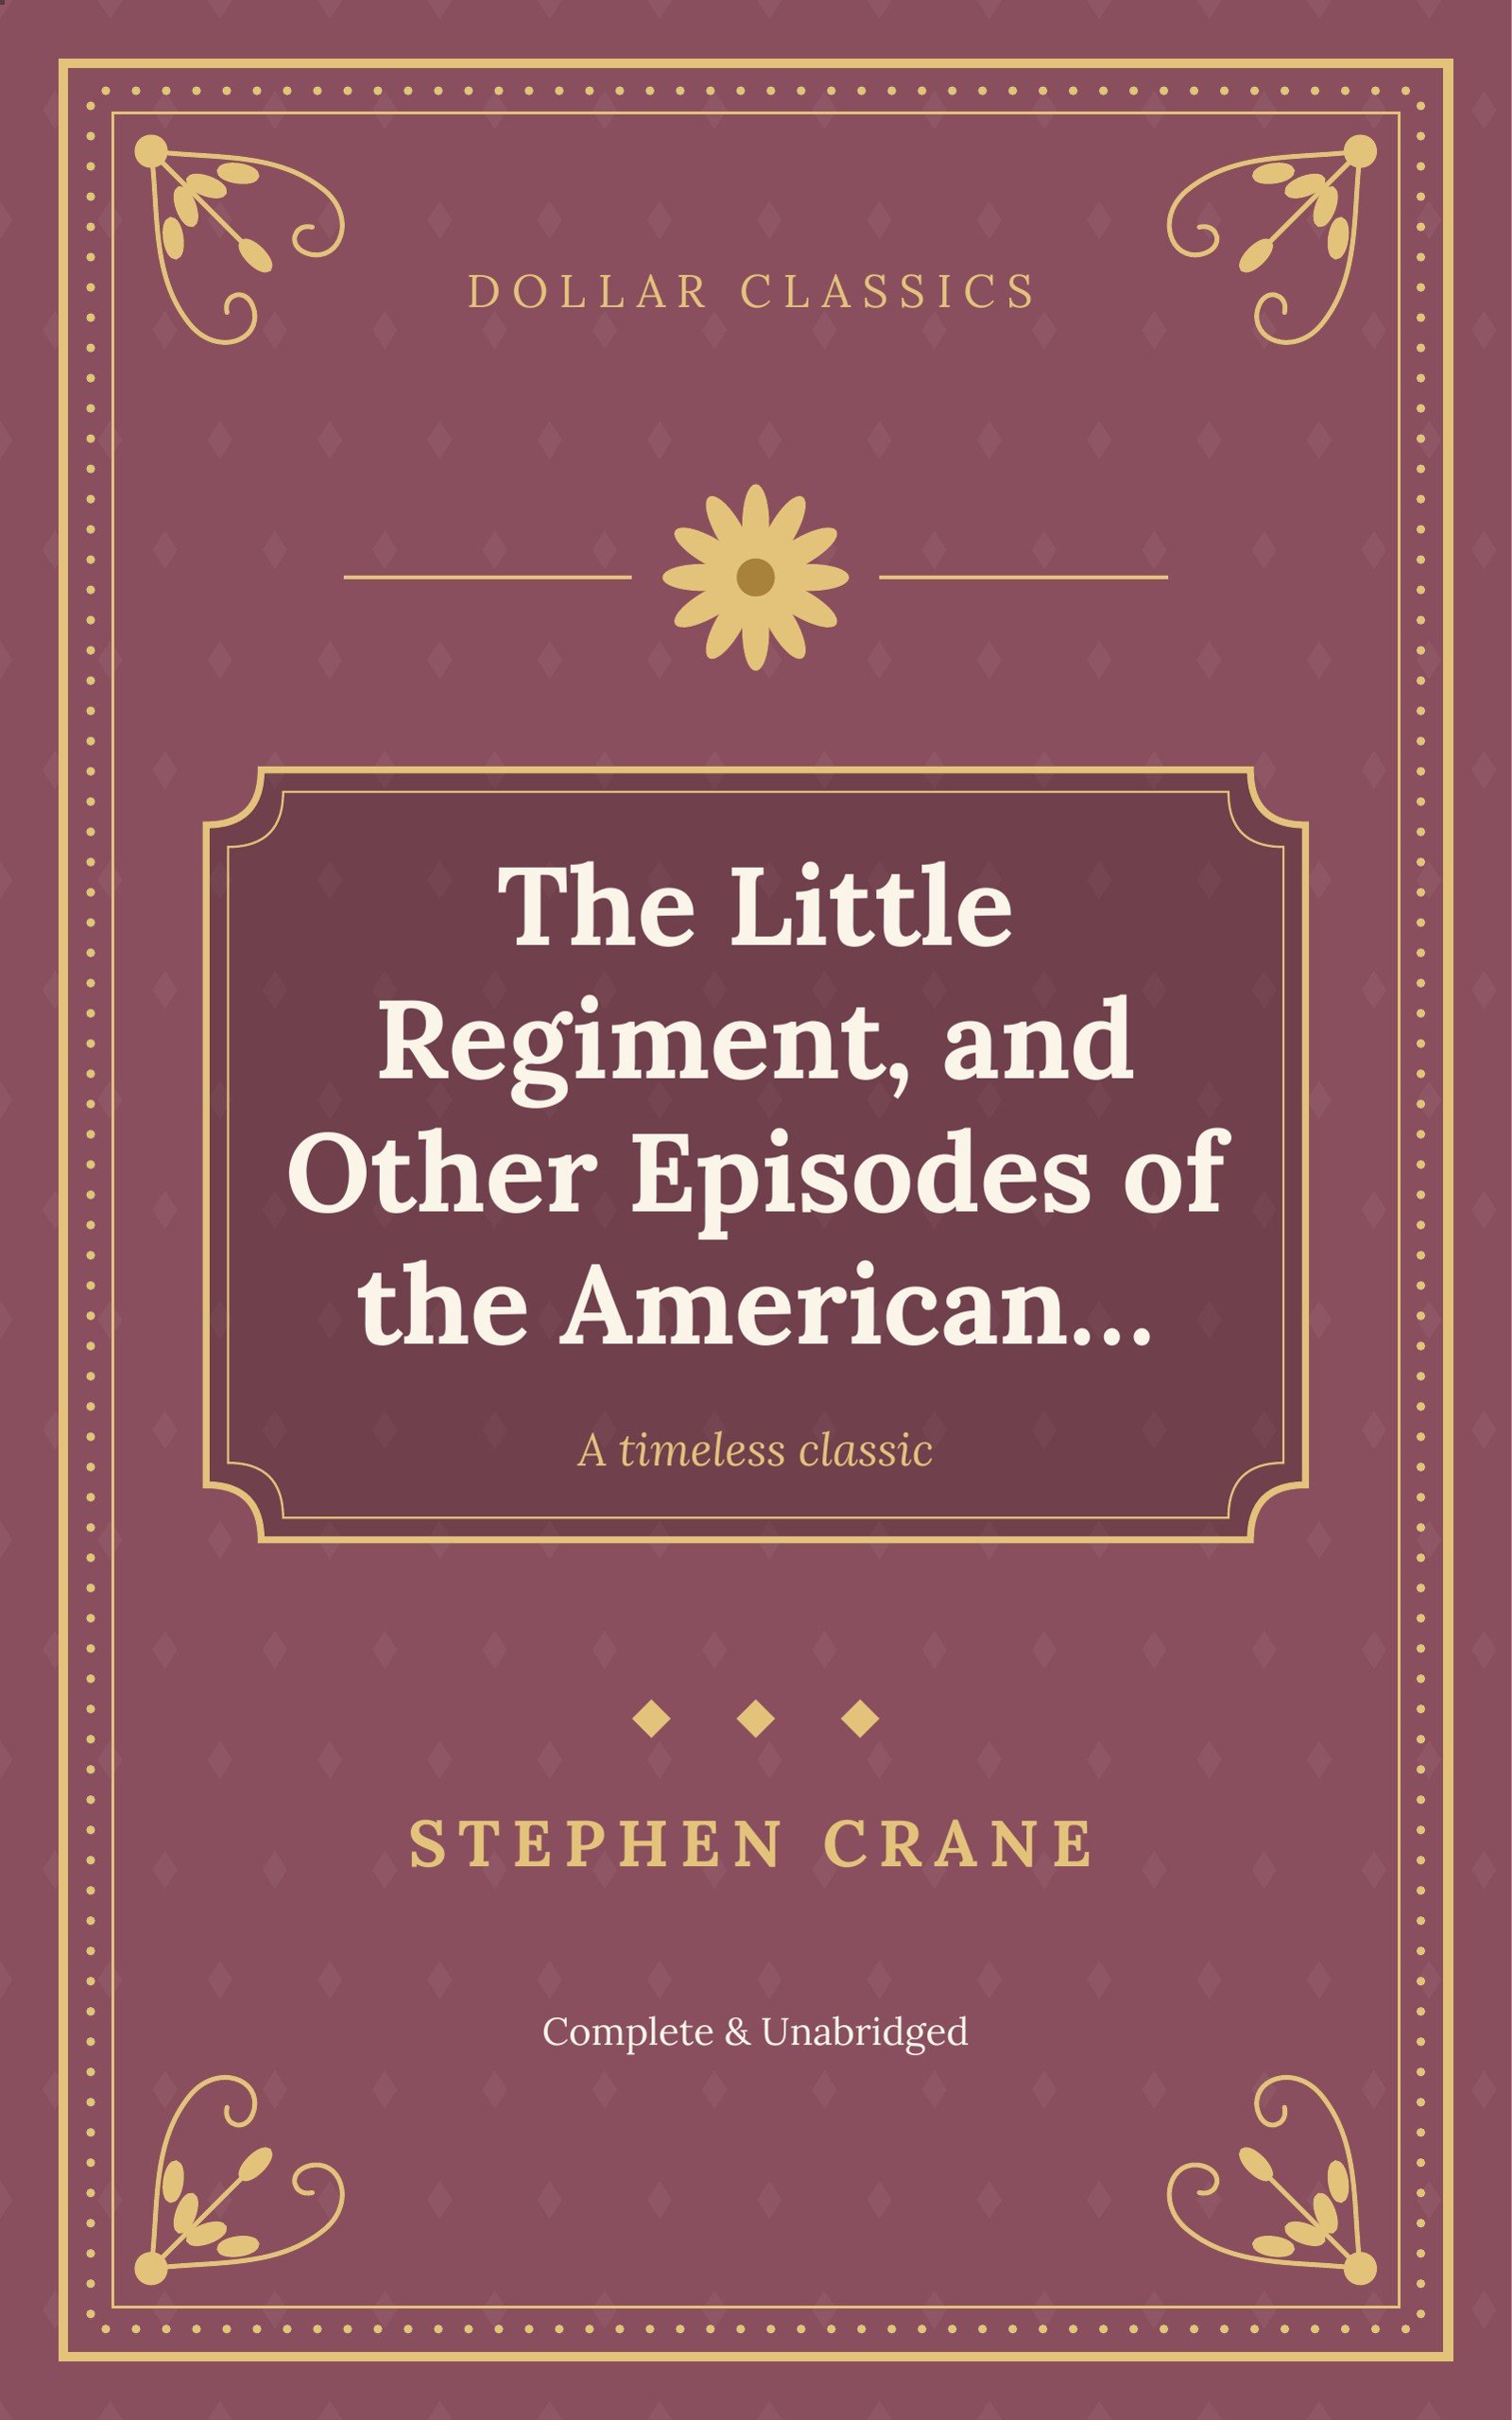 DOLLAR CLASSICS
The Little
Regiment, and
Other Episodes of
the American...
A timeless classic
STEPHEN CRANE
Complete & Unabridged